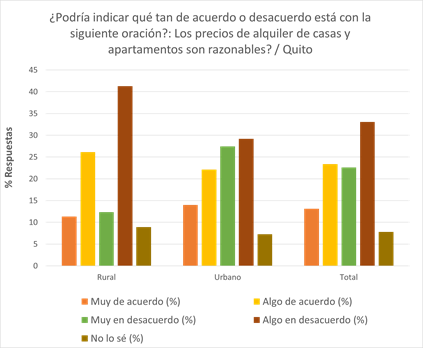 ¿Podría indicar qué tan de acuerdo o desacuerdo está con la
siguiente oración?: Los precios de alquiler de casas y
apartamentos son razonables? / Quito
45
40
35
30
25
20
15
10
5
0
% Respuestas
Rural
Urbano
Total
Muy de acuerdo (%)
Algo de acuerdo (%)
Muy en desacuerdo (%)
Algo en desacuerdo (%)
No lo sé (%)